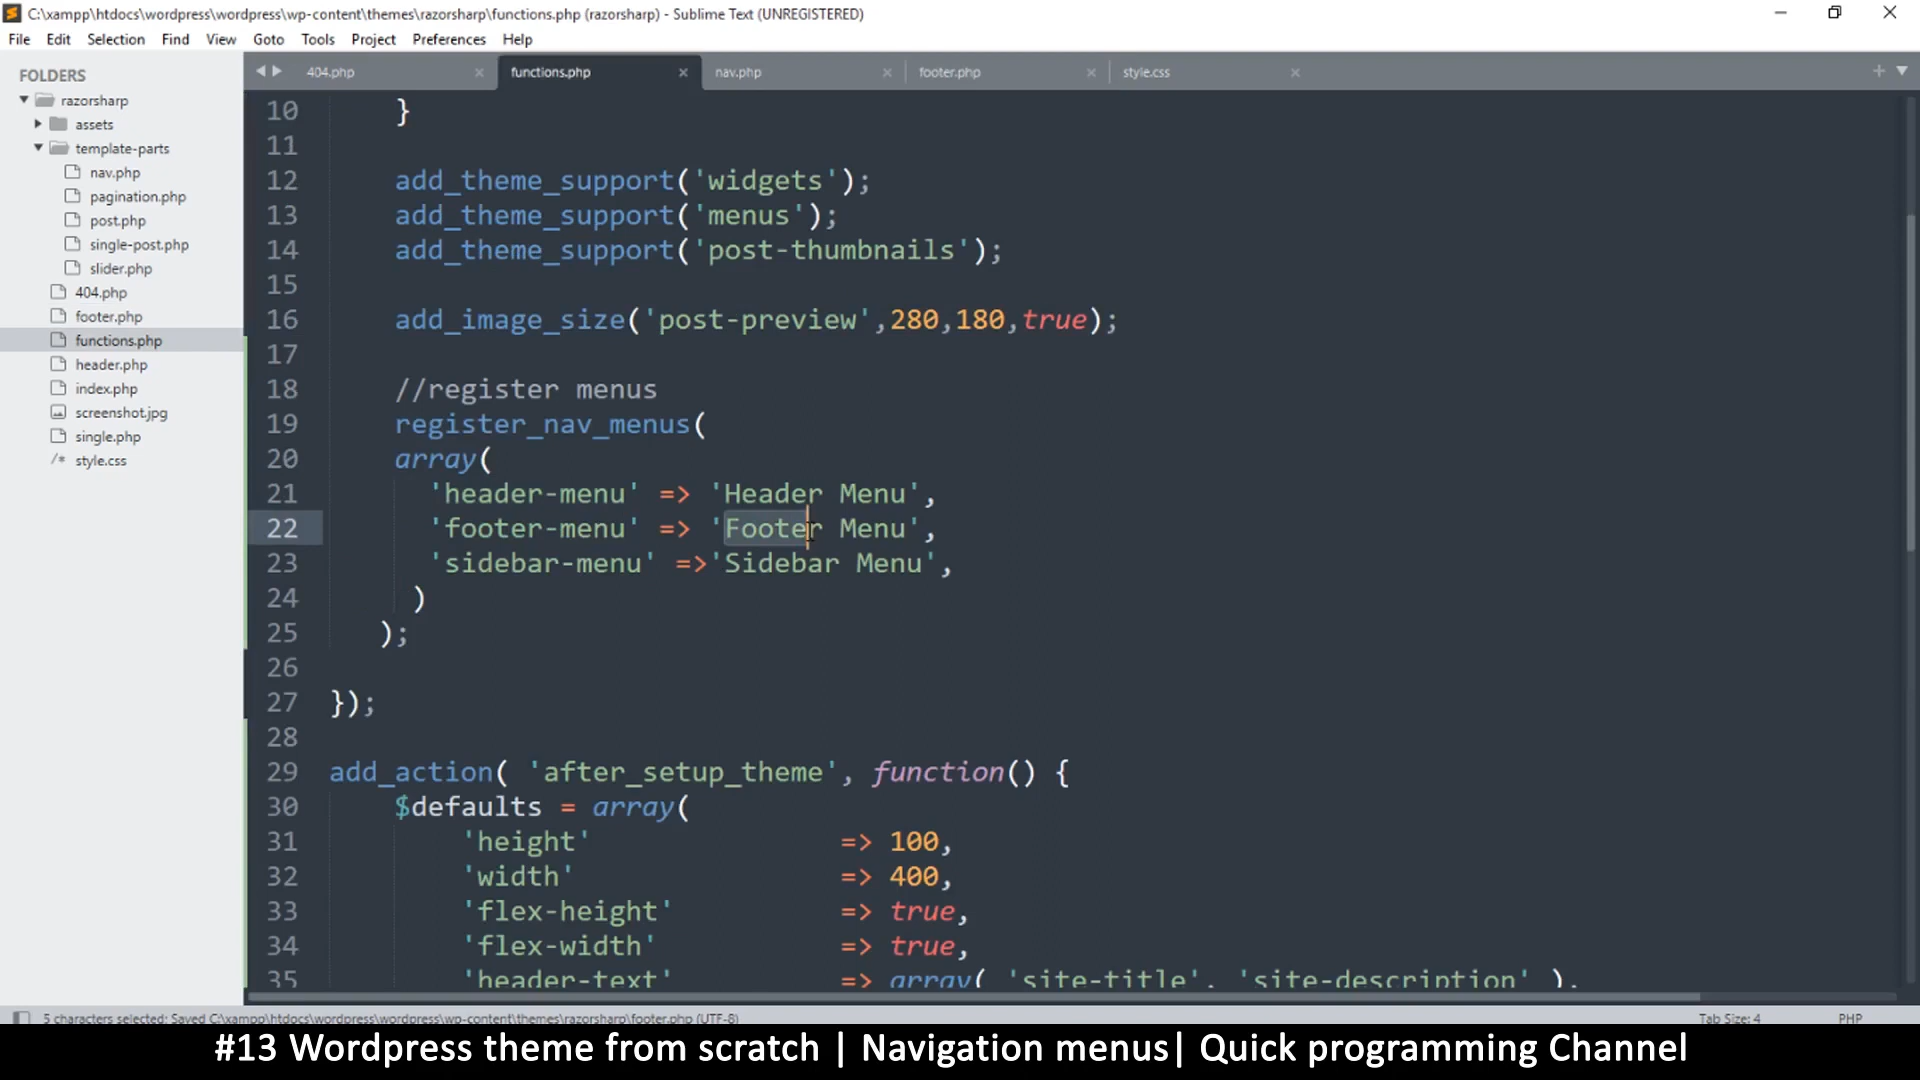 C:\xampp\htdocs\wordpress\wordpress\wp-content\themes\razorsharp\functions.php (razorsharp) - Sublime Text (UNREGISTERED)
File Edit Selection Find View Goto Tools Project Preferences Help
FOLDERS
razorsharp
assets
template-parts
nav.php
pagination.php
post.php
single-post.php
slider.php
404.php
footer.php
functions.php
header.php
index.php
screenshot.jpg
single.php
/* style.css
404.php functions.php nav.php footer.php style.css
10 }
11
12 add_theme_support('widgets');
13 add_theme_support('menus');
14 add_theme_support('post-thumbnails');
15
16 add_image_size('post-preview',280,180,true);
17
18 //register menus
19 register_nav_menus(
20 array(
21 'header-menu' => 'Header Menu',
22 'footer-menu' => 'Footer Menu',
23 'sidebar-menu' =>'Sidebar Menu',
24 )
25 );
26
27 });
28
29 add_action( 'after_setup_theme', function() {
30 $defaults = array(
31 'height' => 100,
32 'width' => 400,
33 'flex-height' => true,
34 'flex-width' => true,
35 'header-text' => array( 'site-title', 'site-description' ),
5 characters selected: Saved C:\xampp\htdocs\wordpress\wordpress\wp-content\themes\razorsharp\footer.php (UTF-8) Tab Size: 4 PHP
#13 Wordpress theme from scratch | Navigation menus| Quick programming Channel